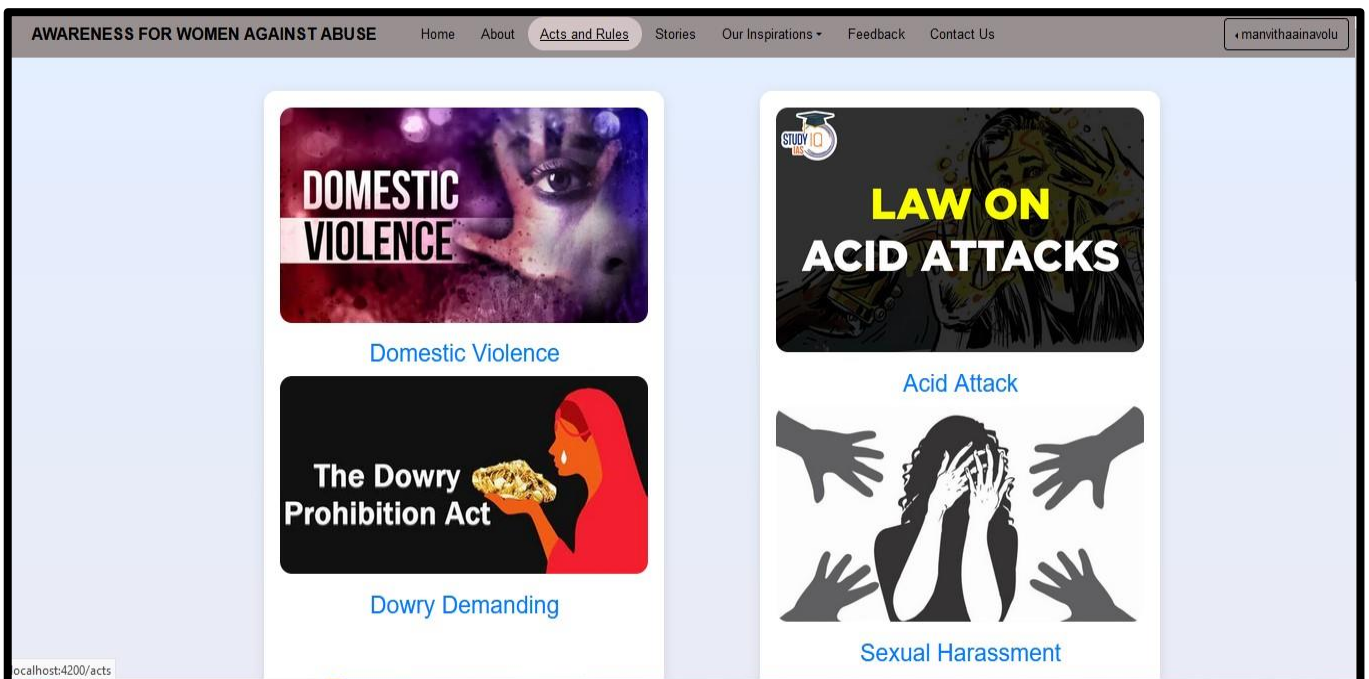 AWARENESS FOR WOMEN AGAINST ABUSE
Home
About
Acts and Rules
Stories
Our Inspirations
Feedback
Contact Us
manvithaainavolu
DOMESTIC
VIOLENCE
Domestic Violence
The Dowry
Prohibition Act
Dowry Demanding
STUDY IQ
IAS
LAW ON
ACID ATTACKS
Acid Attack
Sexual Harassment
localhost:4200/acts